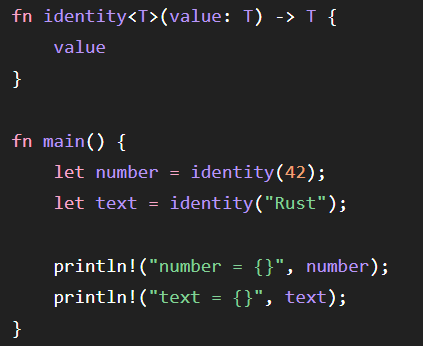 fn identity<T>(value: T) -> T {
    value
}

fn main() {
    let number = identity(42);
    let text = identity("Rust");

    println!("number = {}", number);
    println!("text = {}", text);
}